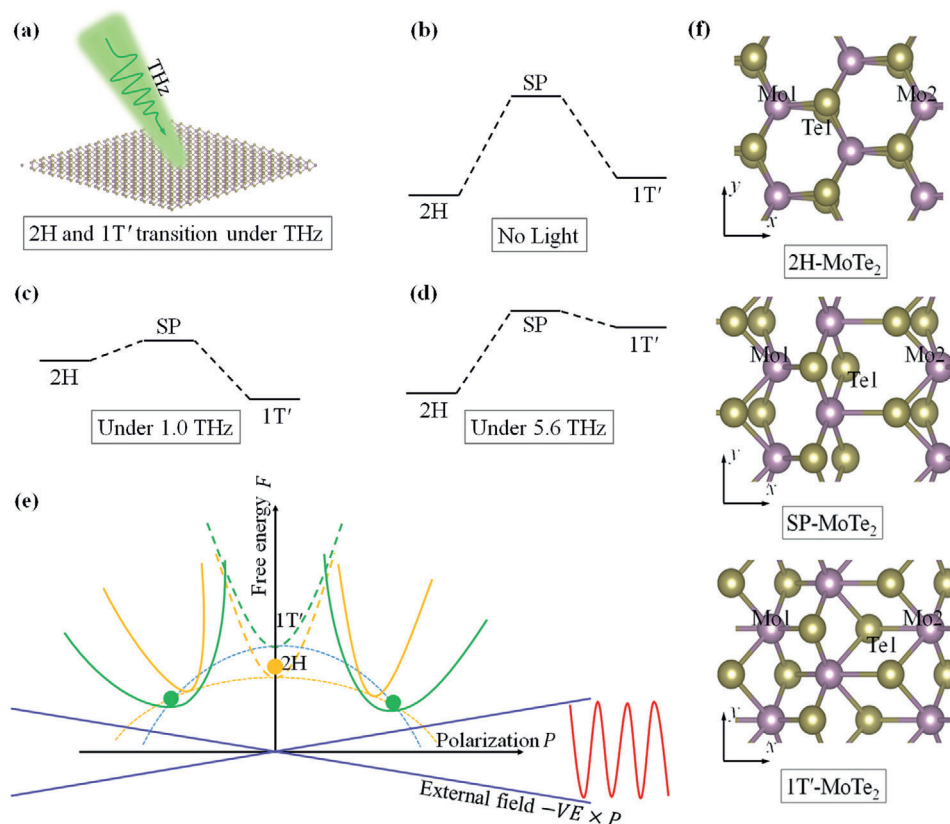 (a)
THz
2H and 1T′ transition under THz
(b)
SP
2H
1T′
No Light
(c)
SP
2H
1T′
Under 1.0 THz
(d)
SP
1T′
2H
Under 5.6 THz
(e)
Free energy F
1T′
2H
Polarization P
External field −VE × P
(f)
Mo1
Mo2
Te1
y
x
2H-MoTe₂
Mo1
Mo2
Te1
y
x
SP-MoTe₂
Mo1
Mo2
Te1
y
x
1T′-MoTe₂